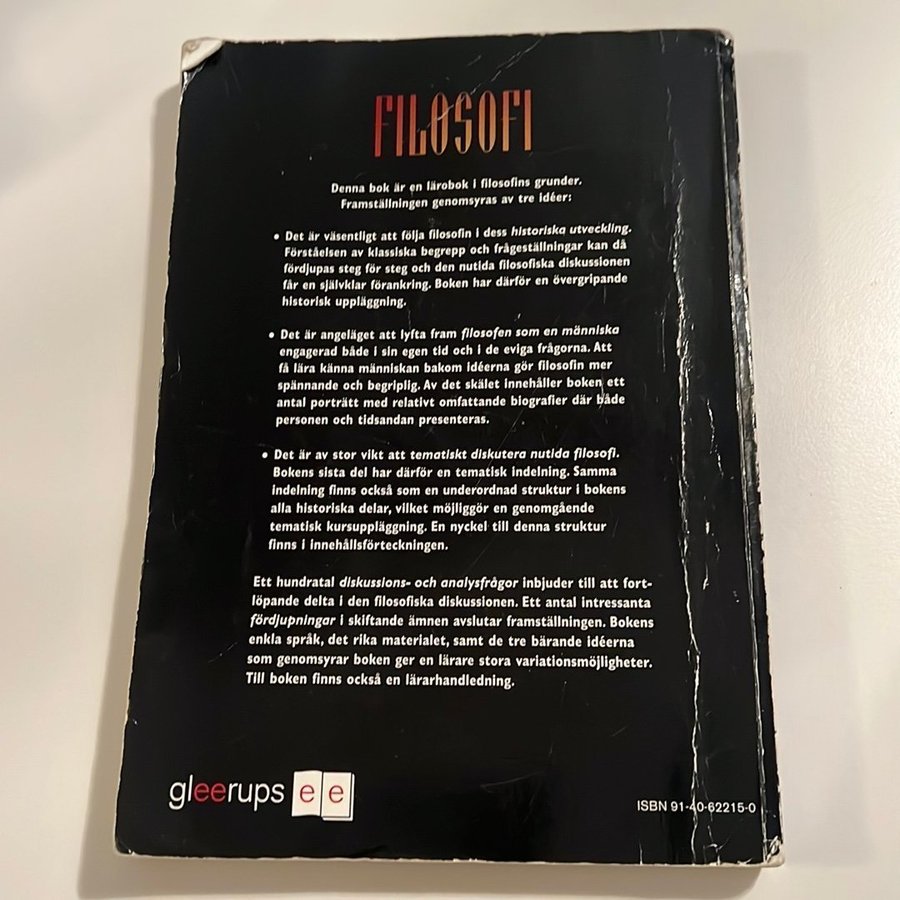 FILOSOFI
Denna bok är en lärobok i filosofins grunder.
Framställningen genomsyras av tre idéer:
• Det är väsentligt att följa filosofin i dess historiska utveckling.
Förståelsen av klassiska begrepp och frågeställningar kan då
fördjupas steg för steg och den nutida filosofiska diskussionen
får en självklar förankring. Boken har därför en övergripande
historisk uppläggning.
• Det är angeläget att lyfta fram filosofen som en människa
engagerad både i sin egen tid och i de eviga frågorna. Att
få lära känna människan bakom idéerna gör filosofin mer
spännande och begriplig. Av det skälet innehåller boken ett
antal porträtt med relativt omfattande biografier där både
personen och tidsandan presenteras.
• Det är av stor vikt att tematiskt diskutera nutida filosofi.
Bokens sista del har därför en tematisk indelning. Samma
indelning finns också som en underordnad struktur i bokens
alla historiska delar, vilket möjliggör en genomgående
tematisk kursuppläggning. En nyckel till denna struktur
finns i innehållsförteckningen.
Ett hundratal diskussions- och analysfrågor inbjuder till att fort-
löpande delta i den filosofiska diskussionen. Ett antal intressanta
fördjupningar i skiftande ämnen avslutar framställningen. Bokens
enkla språk, det rika materialet, samt de tre bärande idéerna
som genomsyrar boken ger en lärare stora variationsmöjligheter.
Till boken finns också en lärarhandledning.
gleerups e e
ISBN 91-40-62215-0